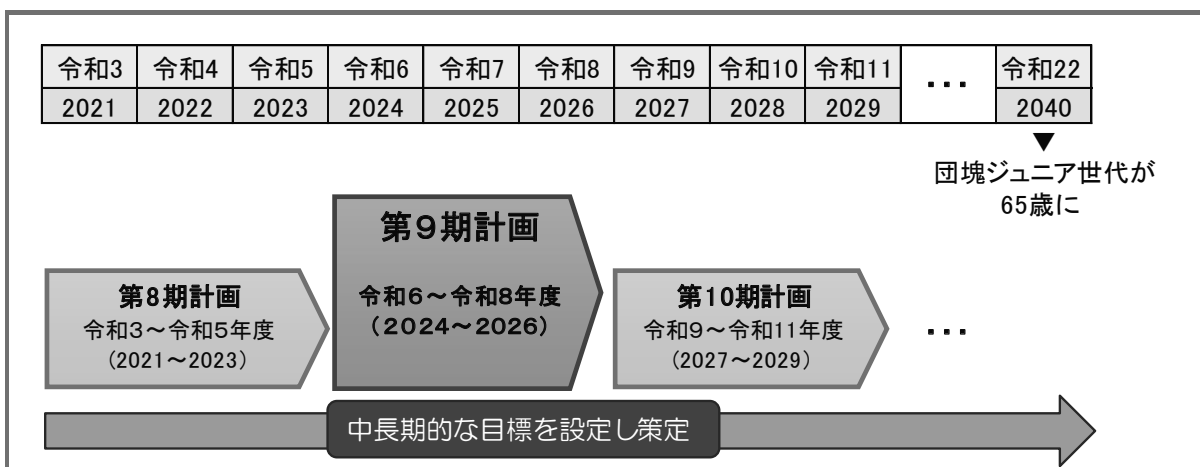 令和3 令和4 令和5 令和6 令和7 令和8 令和9 令和10 令和11 ... 令和22
2021 2022 2023 2024 2025 2026 2027 2028 2029 2040
▼
団塊ジュニア世代が
65歳に
第8期計画
令和3～令和5年度
(2021～2023)
第9期計画
令和6～令和8年度
(2024～2026)
第10期計画
令和9～令和11年度
(2027～2029)
...
中長期的な目標を設定し策定